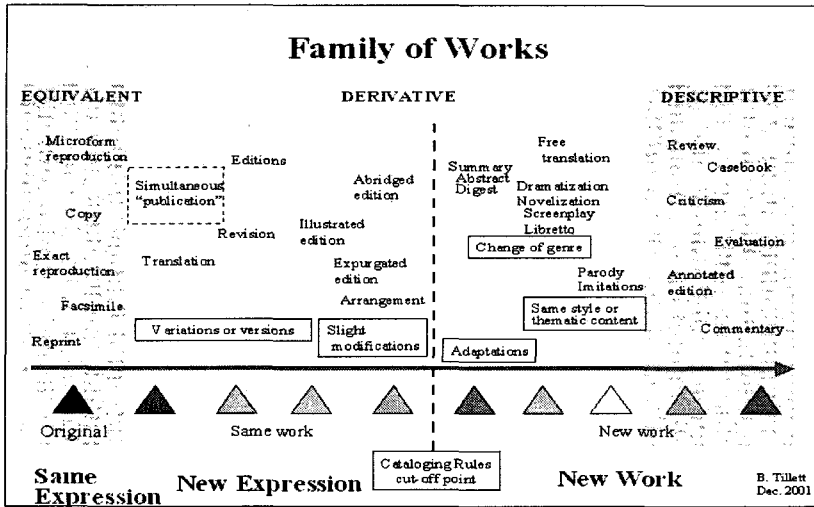 Family of Works
EQUIVALENT
DERIVATIVE
DESCRIPTIVE
Microform
reproduction
Copy
Exact
reproduction
Facsimile
Reprint
Simultaneous
"publication"
Editions
Revision
Translation
Illustrated
edition
Abridged
edition
Expurgated
edition
Arrangement
Variations or versions
Slight
modifications
Summary
Abstract
Digest
Free
translation
Dramatization
Novelization
Screenplay
Libretto
Change of genre
Parody
Imitations
Same style or
thematic content
Adaptations
Review
Casebook
Criticism
Evaluation
Annotated
edition
Commentary
Original
Same work
New work
Same
Expression
New Expression
Cataloging Rules
cut-off point
New Work
B. Tillett
Dec. 2001